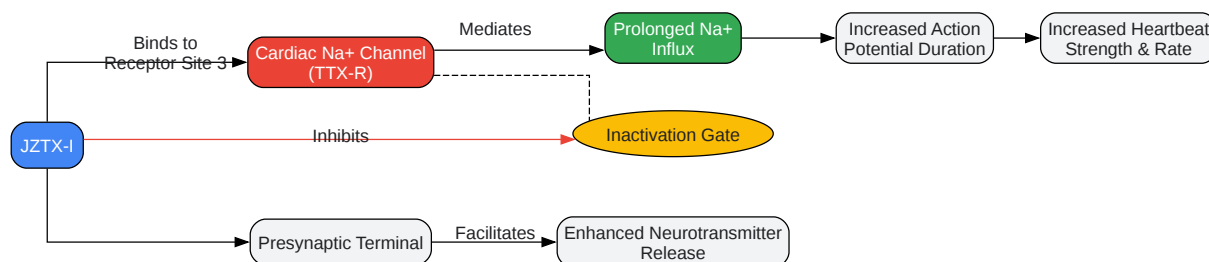 Binds to
Receptor Site 3
Cardiac Na+ Channel
(TTX-R)
Mediates
Prolonged Na+
Influx
Increased Action
Potential Duration
Increased Heartbeat
Strength & Rate
JZTX-I
Inhibits
Inactivation Gate
Presynaptic Terminal
Facilitates
Enhanced Neurotransmitter
Release